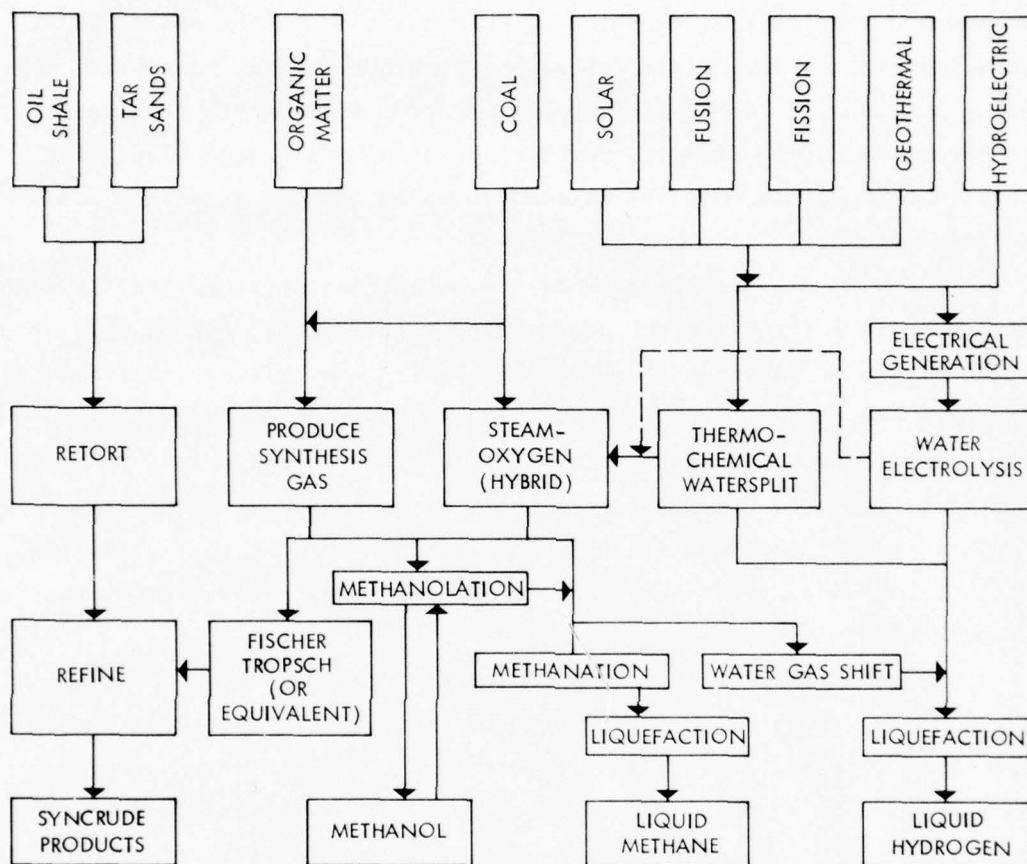 OIL
SHALE
TAR
SANDS
ORGANIC
MATTER
COAL
SOLAR
FUSION
FISSION
GEOTHERMAL
HYDROELECTRIC
ELECTRICAL
GENERATION
RETORT
PRODUCE
SYNTHESIS
GAS
STEAM-
OXYGEN
(HYBRID)
THERMO-
CHEMICAL
WATERSPLIT
WATER
ELECTROLYSIS
METHANOLATION
REFINE
FISCHER
TROPSCH
(OR
EQUIVALENT)
METHANATION
WATER GAS SHIFT
LIQUEFACTION
LIQUEFACTION
SYNCRUDE
PRODUCTS
METHANOL
LIQUID
METHANE
LIQUID
HYDROGEN